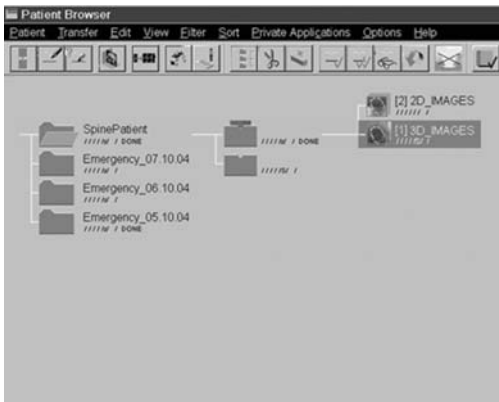 Patient Browser
Patient Transfer Edit View Filter Sort Private Applications Options Help
[2] 2D_IMAGES
////// /
SpinePatient
/ DONE
/ DONE
[1] 3D_IMAGES
Emergency_07.10.04
Emergency_06.10.04
Emergency_05.10.04
/ DONE